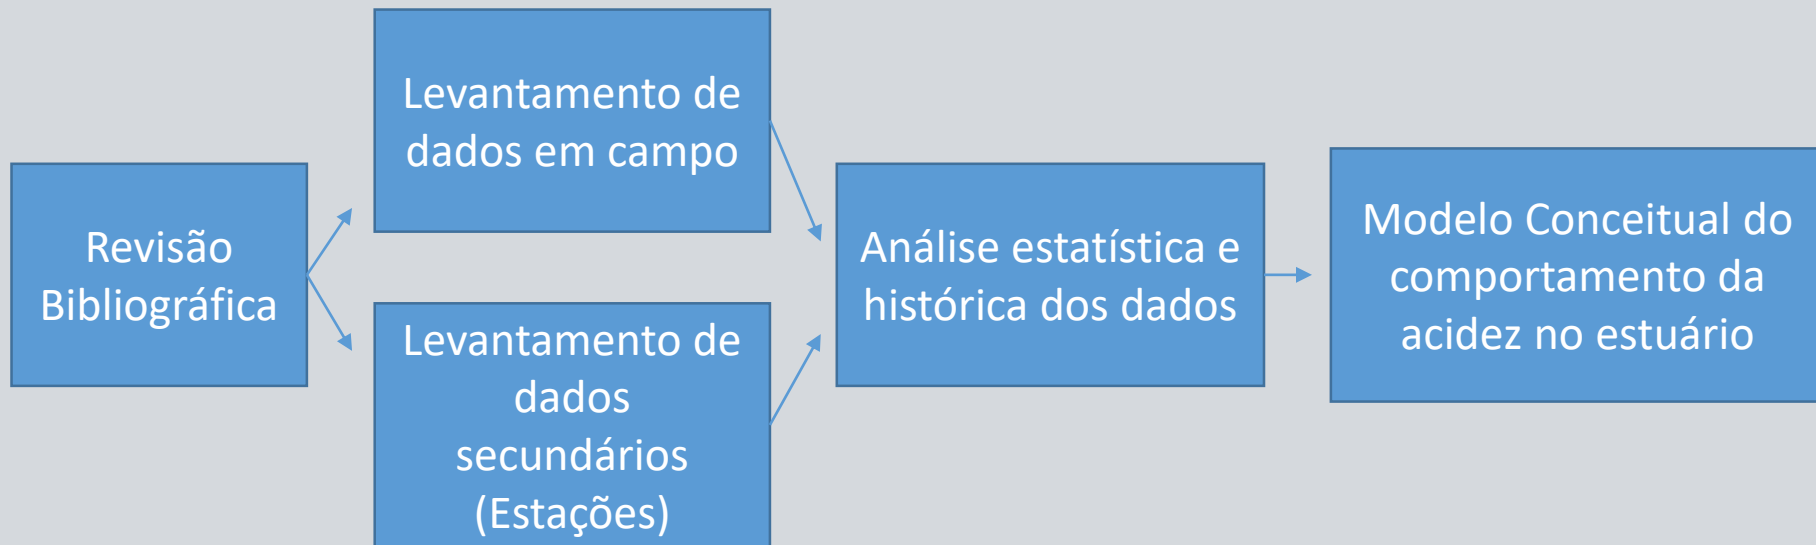 Revisão
Bibliográfica
Levantamento de
dados em campo
Levantamento de
dados
secundários
(Estações)
Análise estatística e
histórica dos dados
Modelo Conceitual do
comportamento da
acidez no estuário